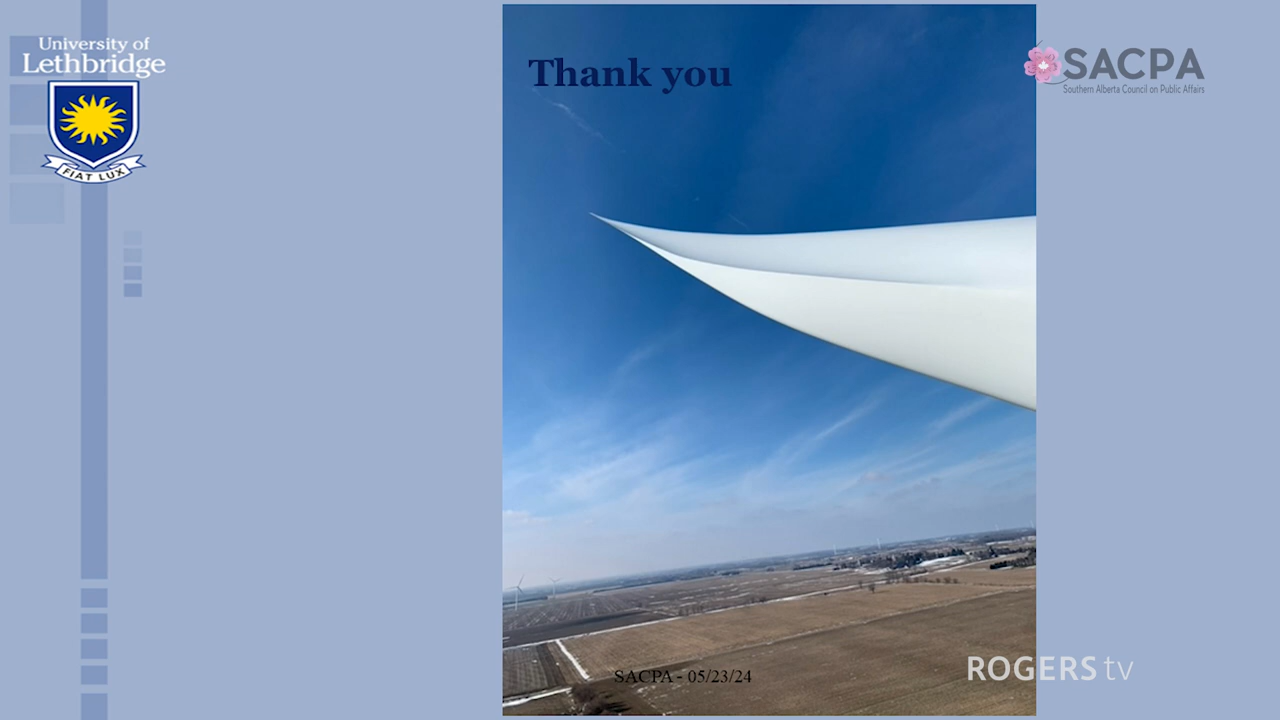 University of
Lethbridge
FIAT LUX
Thank you
SACPA
Southern Alberta Council on Public Affairs
SACPA - 05/23/24
ROGERS tv